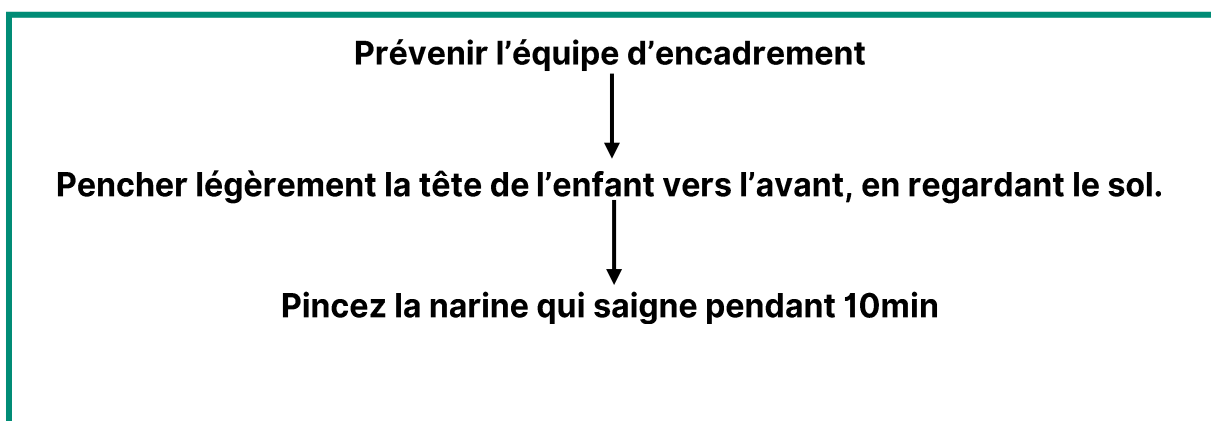 Prévenir l’équipe d’encadrement
Pencher légèrement la tête de l’enfant vers l’avant, en regardant le sol.
Pincez la narine qui saigne pendant 10min